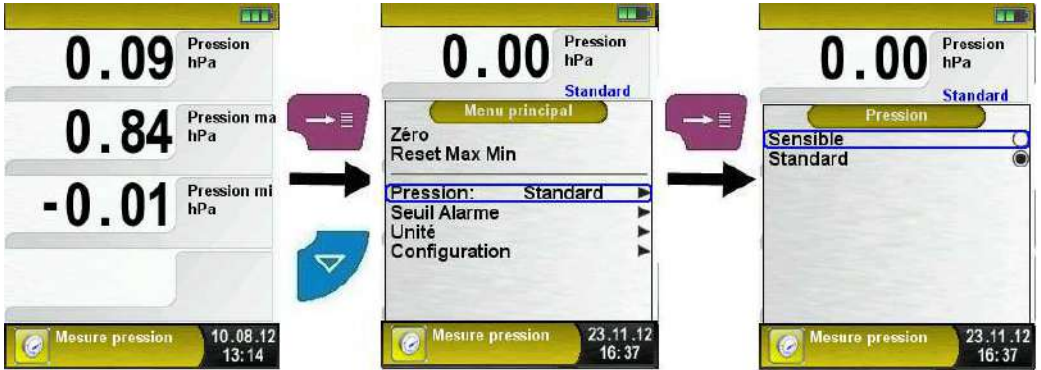 0.09 Pression
hPa
0.84 Pression ma
hPa
-0.01 Pression mi
hPa
Mesure pression 10.08.12
13:14
0.00 Pression
hPa
Standard
Menu principal
Zéro
Reset Max Min
Pression: Standard
Seuil Alarme
Unité
Configuration
Mesure pression 23.11.12
16:37
0.00 Pression
hPa
Standard
Pression
Sensible
Standard
Mesure pression 23.11.12
16:37